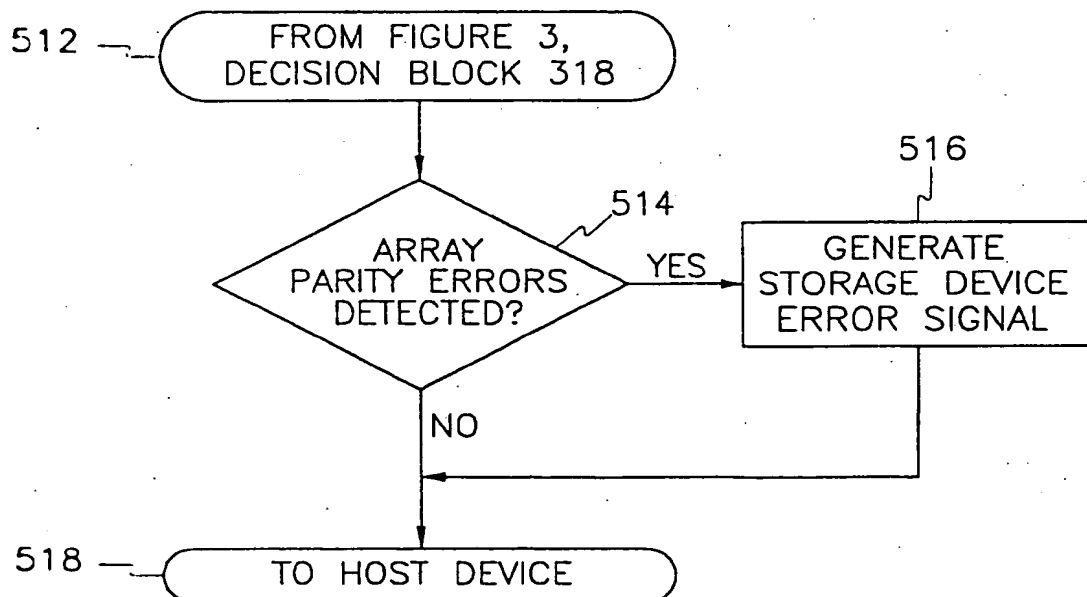 512
FROM FIGURE 3,
DECISION BLOCK 318
514
ARRAY
PARITY ERRORS
DETECTED?
YES
516
GENERATE
STORAGE DEVICE
ERROR SIGNAL
NO
518
TO HOST DEVICE